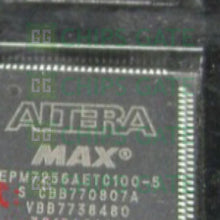 ALTERA
MAX®
EPM7256AETC100-5
S CBB770807A
VBB7738480